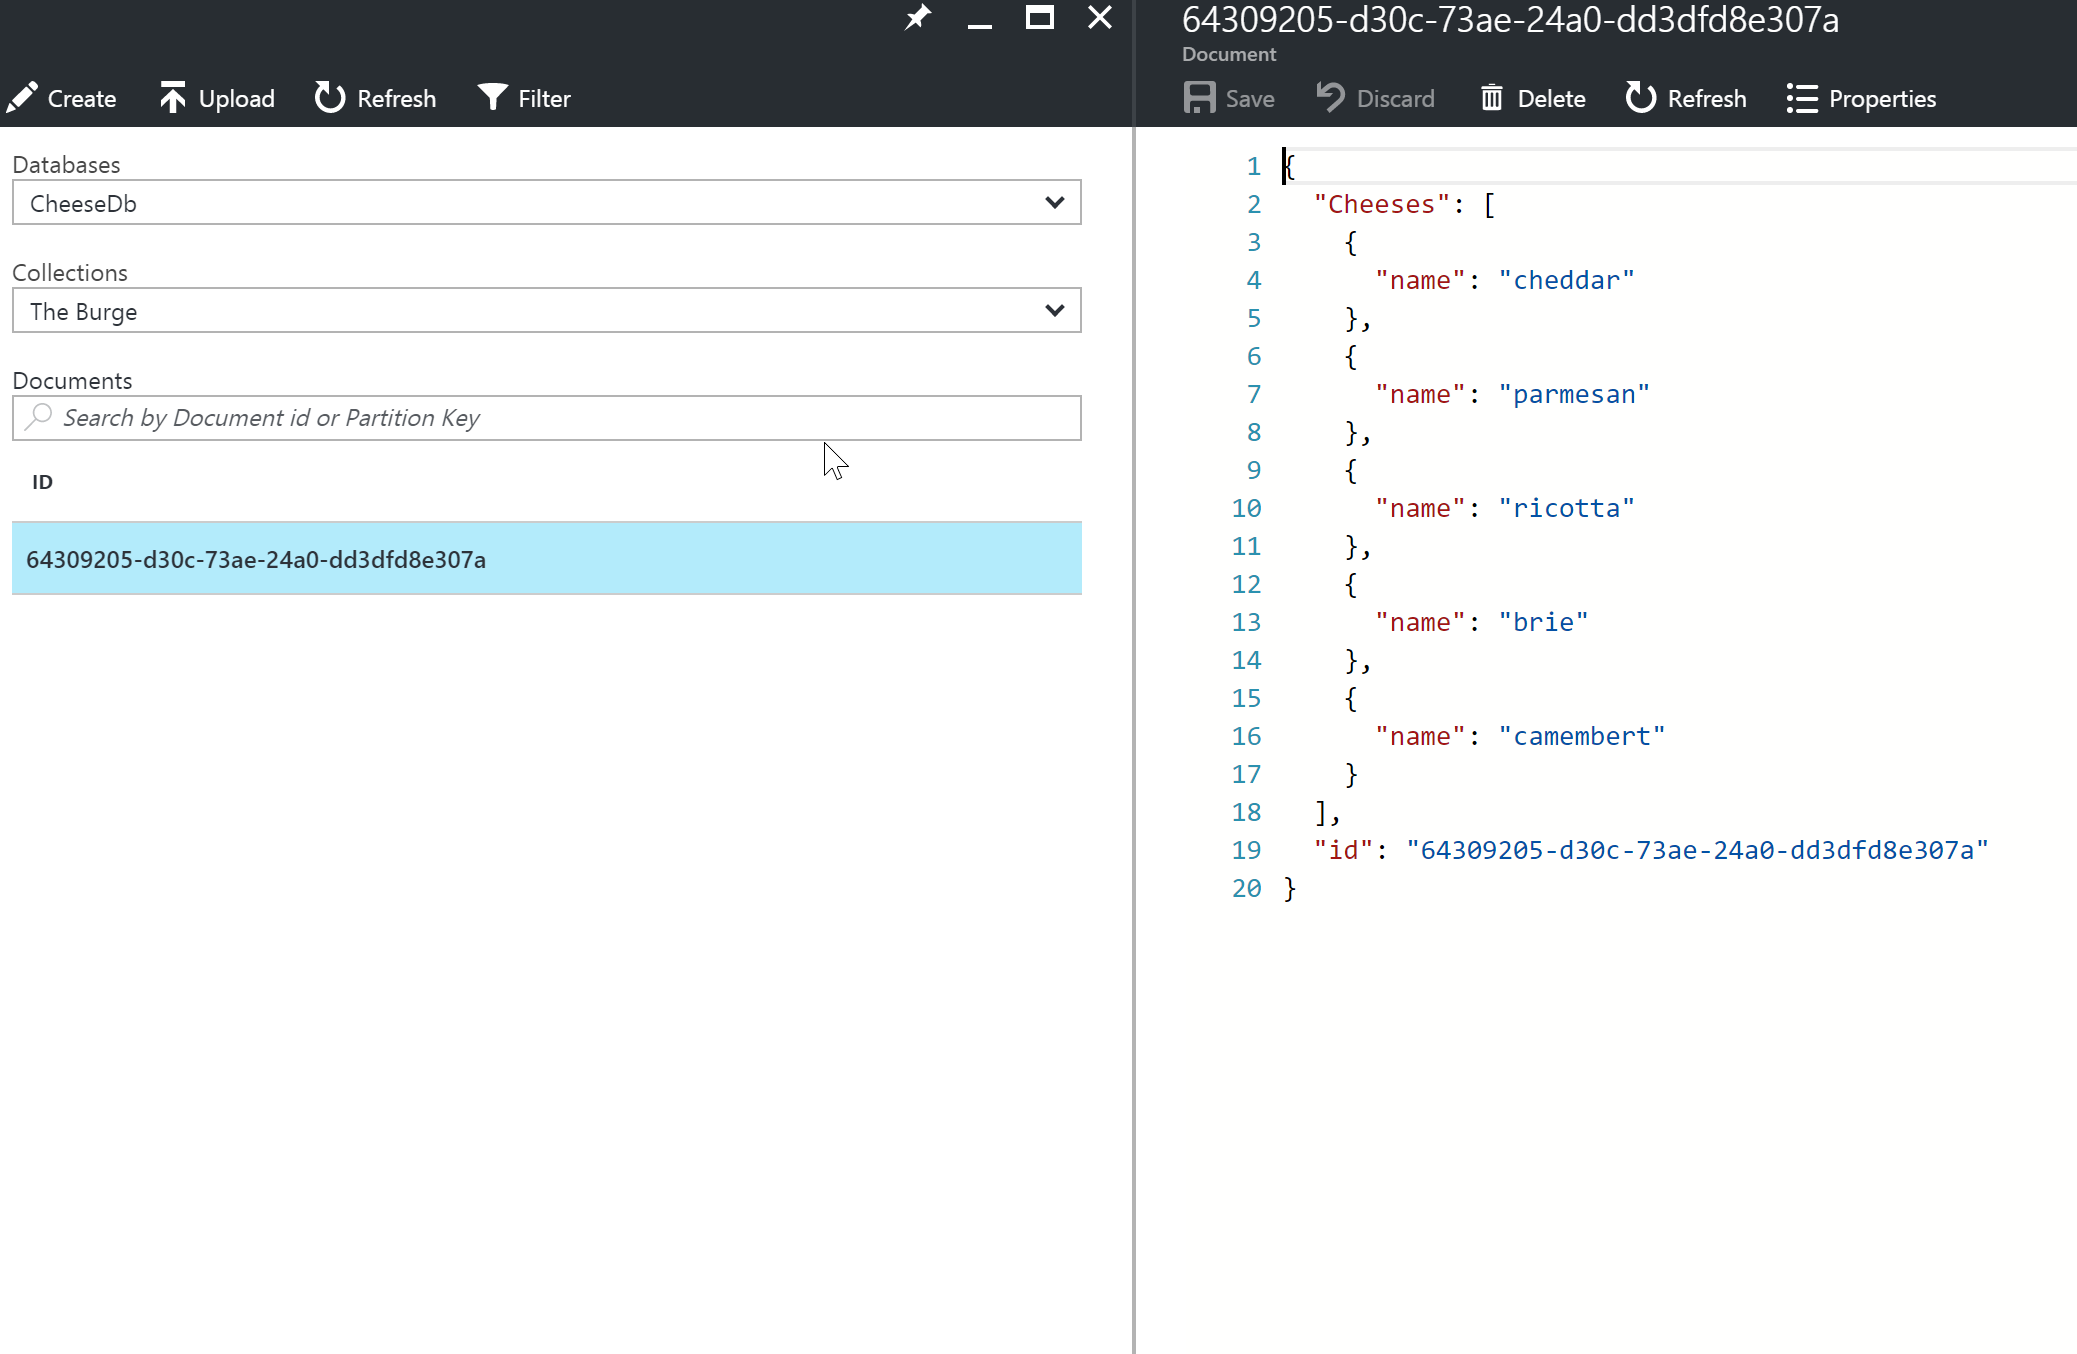 Create Upload Refresh Filter
Databases
CheeseDb
Collections
The Burge
Documents
Search by Document id or Partition Key
ID
64309205-d30c-73ae-24a0-dd3dfd8e307a
64309205-d30c-73ae-24a0-dd3dfd8e307a
Document
Save Discard Delete Refresh Properties
1 {
2 "Cheeses": [
3 {
4 "name": "cheddar"
5 },
6 {
7 "name": "parmesan"
8 },
9 {
10 "name": "ricotta"
11 },
12 {
13 "name": "brie"
14 },
15 {
16 "name": "camembert"
17 }
18 ],
19 "id": "64309205-d30c-73ae-24a0-dd3dfd8e307a"
20 }